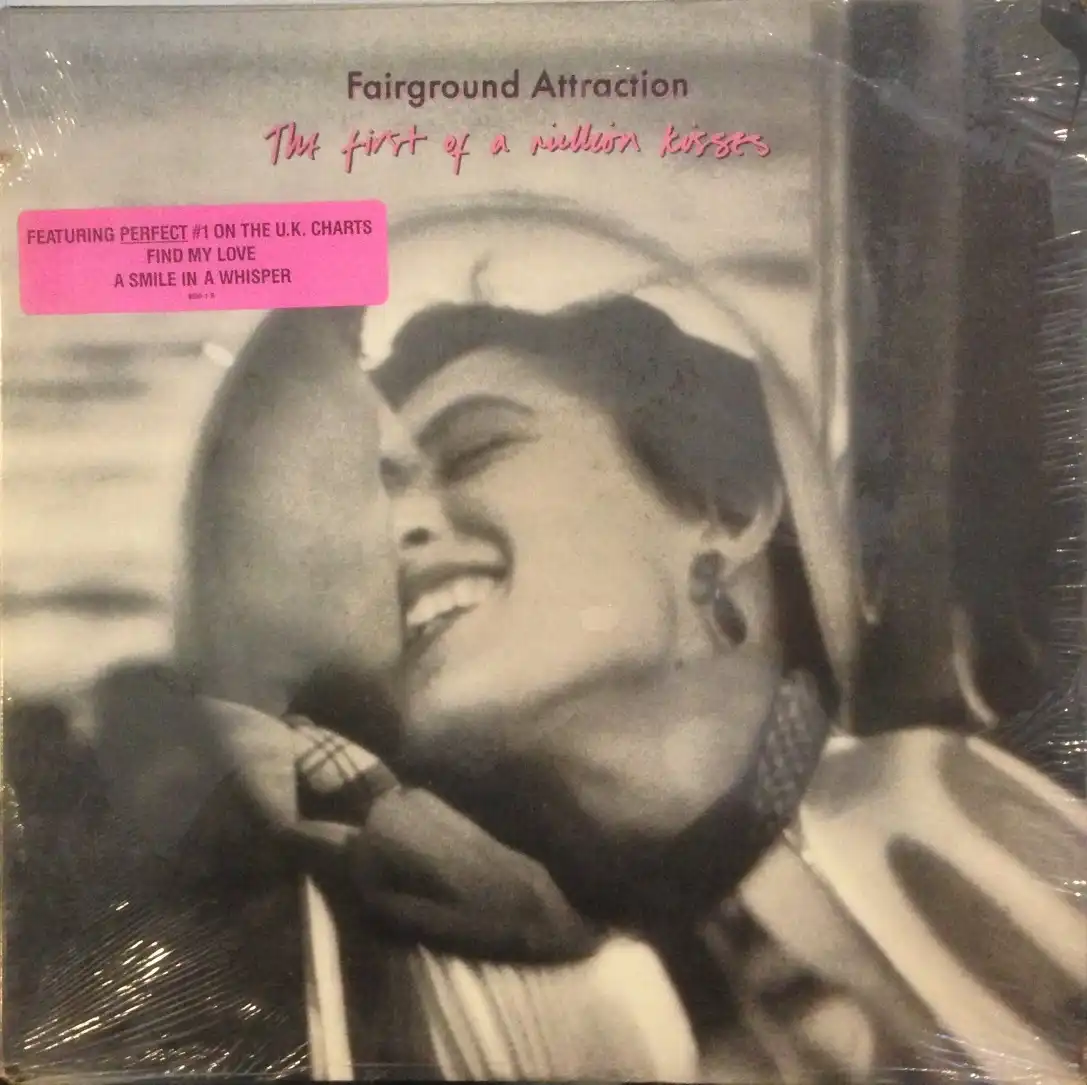 Fairground Attraction
The first of a million kisses
FEATURING PERFECT #1 ON THE U.K. CHARTS
FIND MY LOVE
A SMILE IN A WHISPER